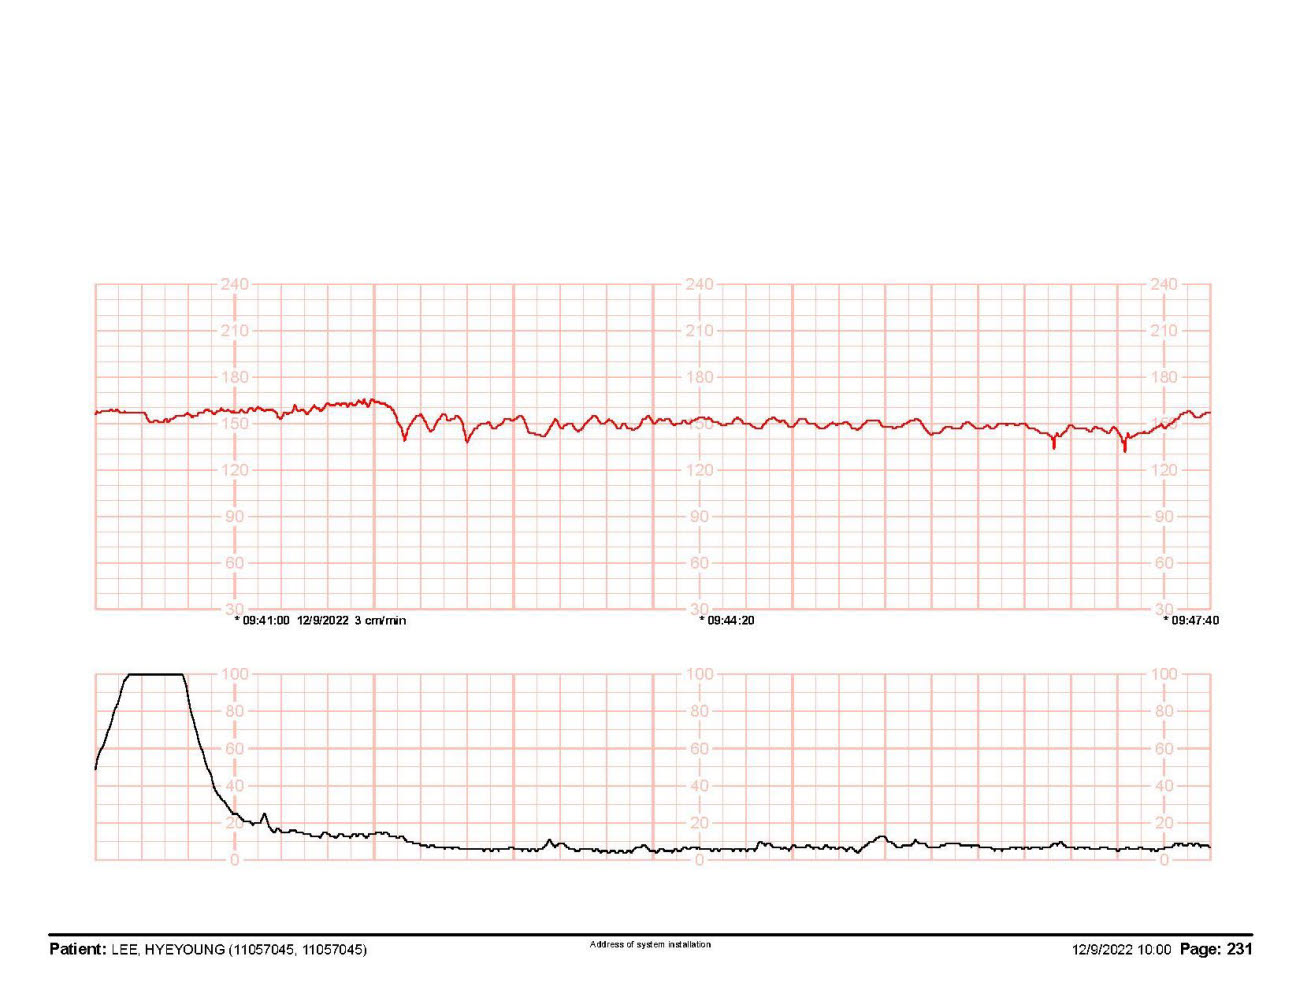 240 240 240
210 210 210
180 180 180
150 150 150
120 120 120
90 90 90
60 60 60
30 30 30
* 09:41:00 12/9/2022 3 cm/min * 09:44:20 * 09:47:40
100 100 100
80 80 80
60 60 60
40 40 40
20 20 20
0 0 0
Patient: LEE, HYEYOUNG (11057045, 11057045) Address of system installation 12/9/2022 10:00 Page: 231